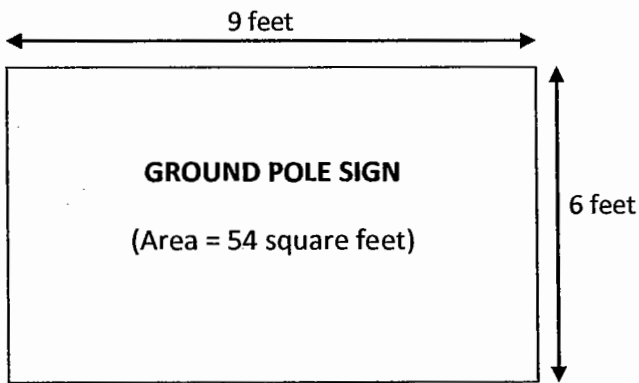 9 feet
GROUND POLE SIGN
6 feet
(Area = 54 square feet)